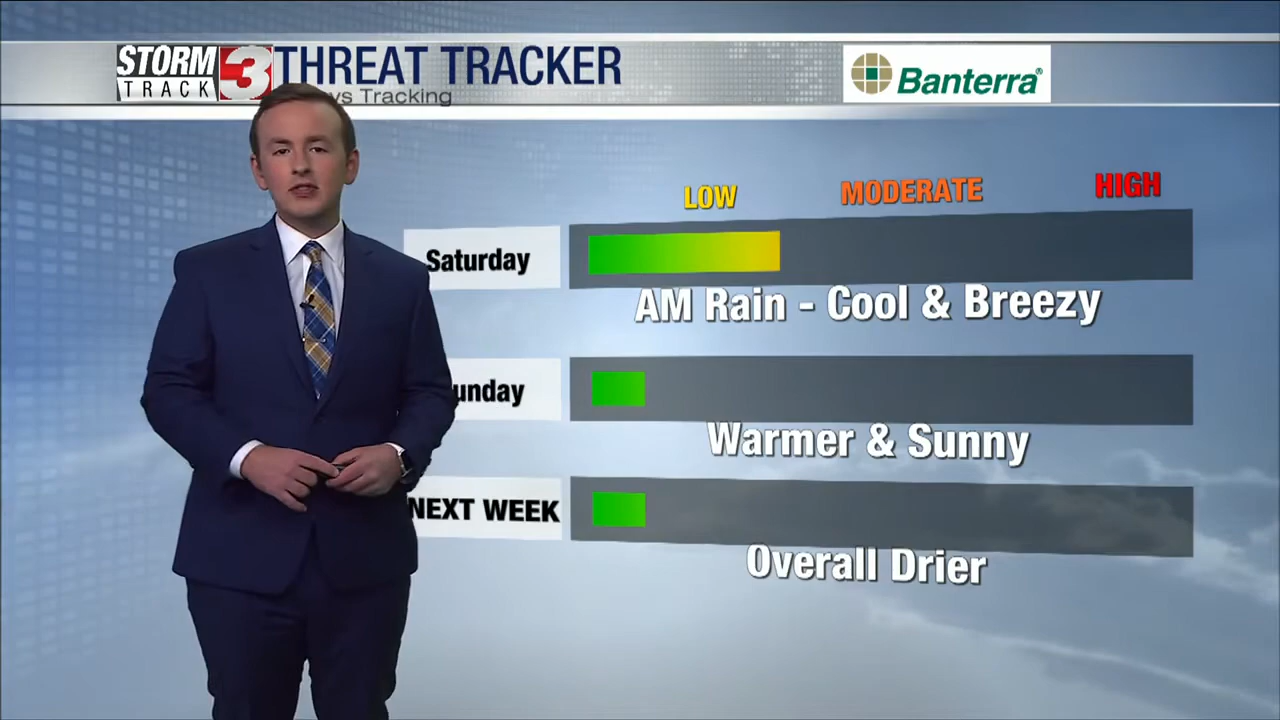 STORM
TRACK 3
THREAT TRACKER
Tracking
Banterra
LOW MODERATE HIGH
Saturday
AM Rain - Cool & Breezy
unday
Warmer & Sunny
NEXT WEEK
Overall Drier